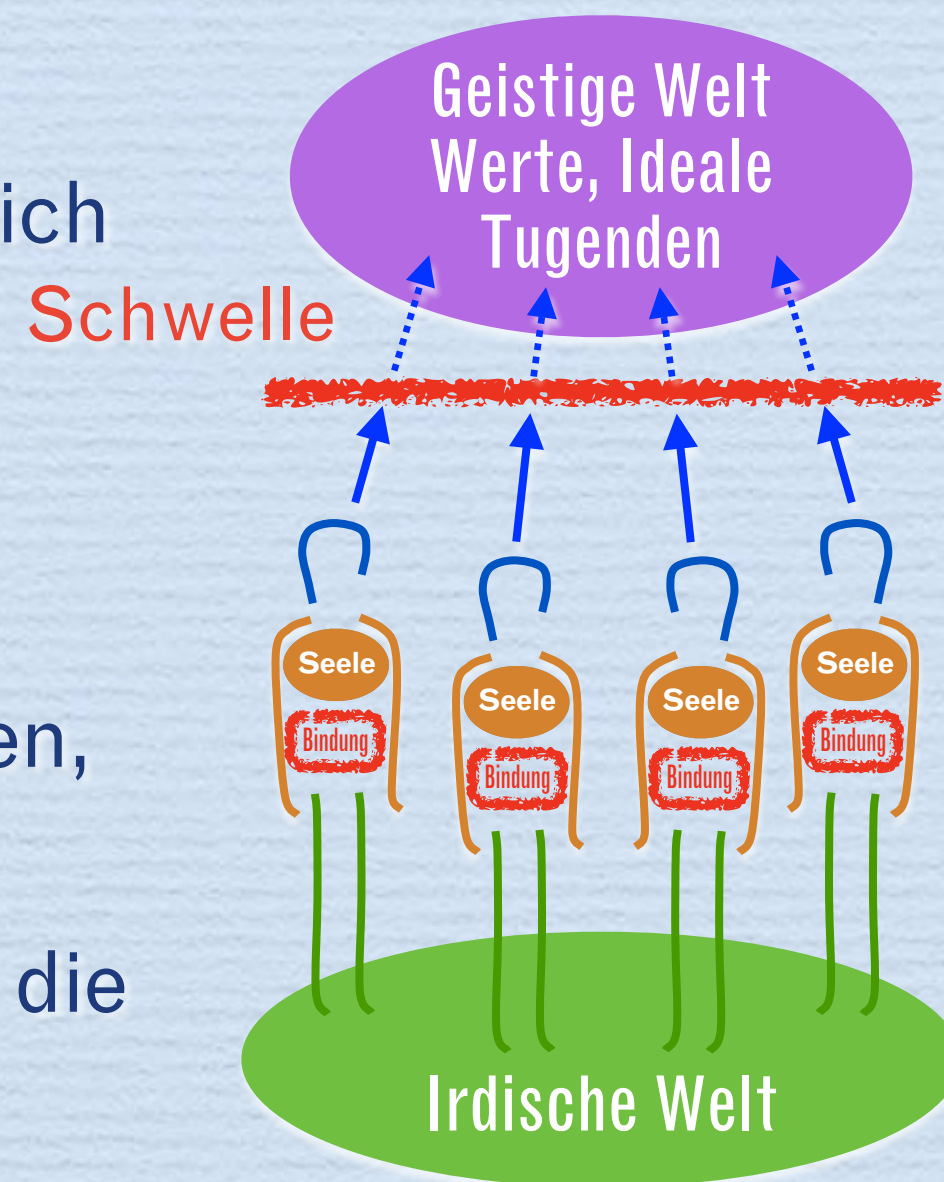 Geistige Welt
Werte, Ideale
Tugenden
ich
Schwelle
Seele
Seele
Seele
Seele
Bindung
Bindung
Bindung
Bindung
en,
die
Irdische Welt